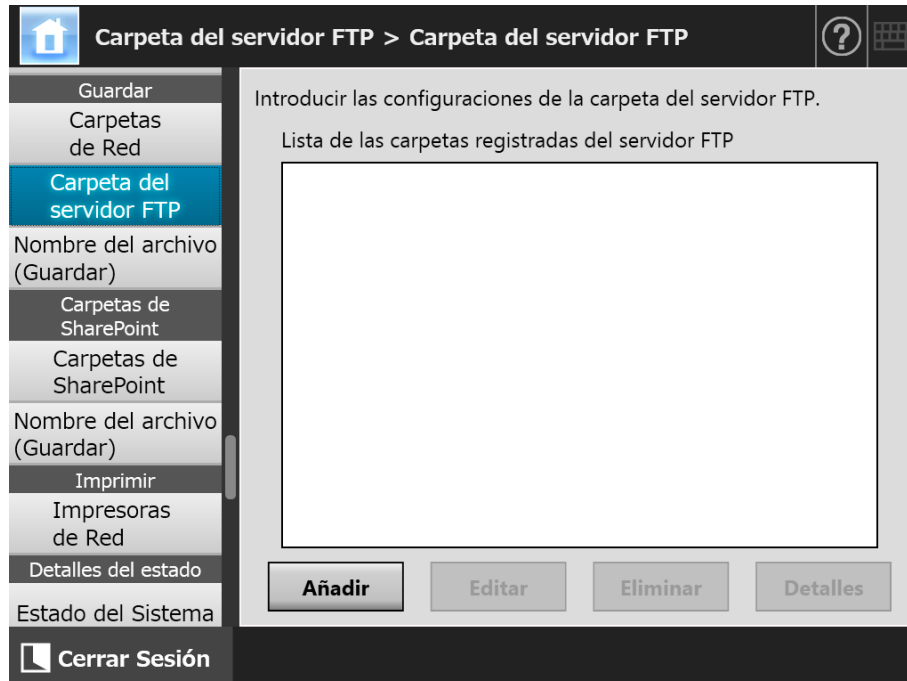 Carpeta del servidor FTP > Carpeta del servidor FTP
?
Guardar
Carpetas
de Red
Carpeta del
servidor FTP
Nombre del archivo
(Guardar)
Carpetas de
SharePoint
Carpetas de
SharePoint
Nombre del archivo
(Guardar)
Imprimir
Impresoras
de Red
Detalles del estado
Estado del Sistema
Introducir las configuraciones de la carpeta del servidor FTP.
Lista de las carpetas registradas del servidor FTP
Añadir
Editar
Eliminar
Detalles
Cerrar Sesión